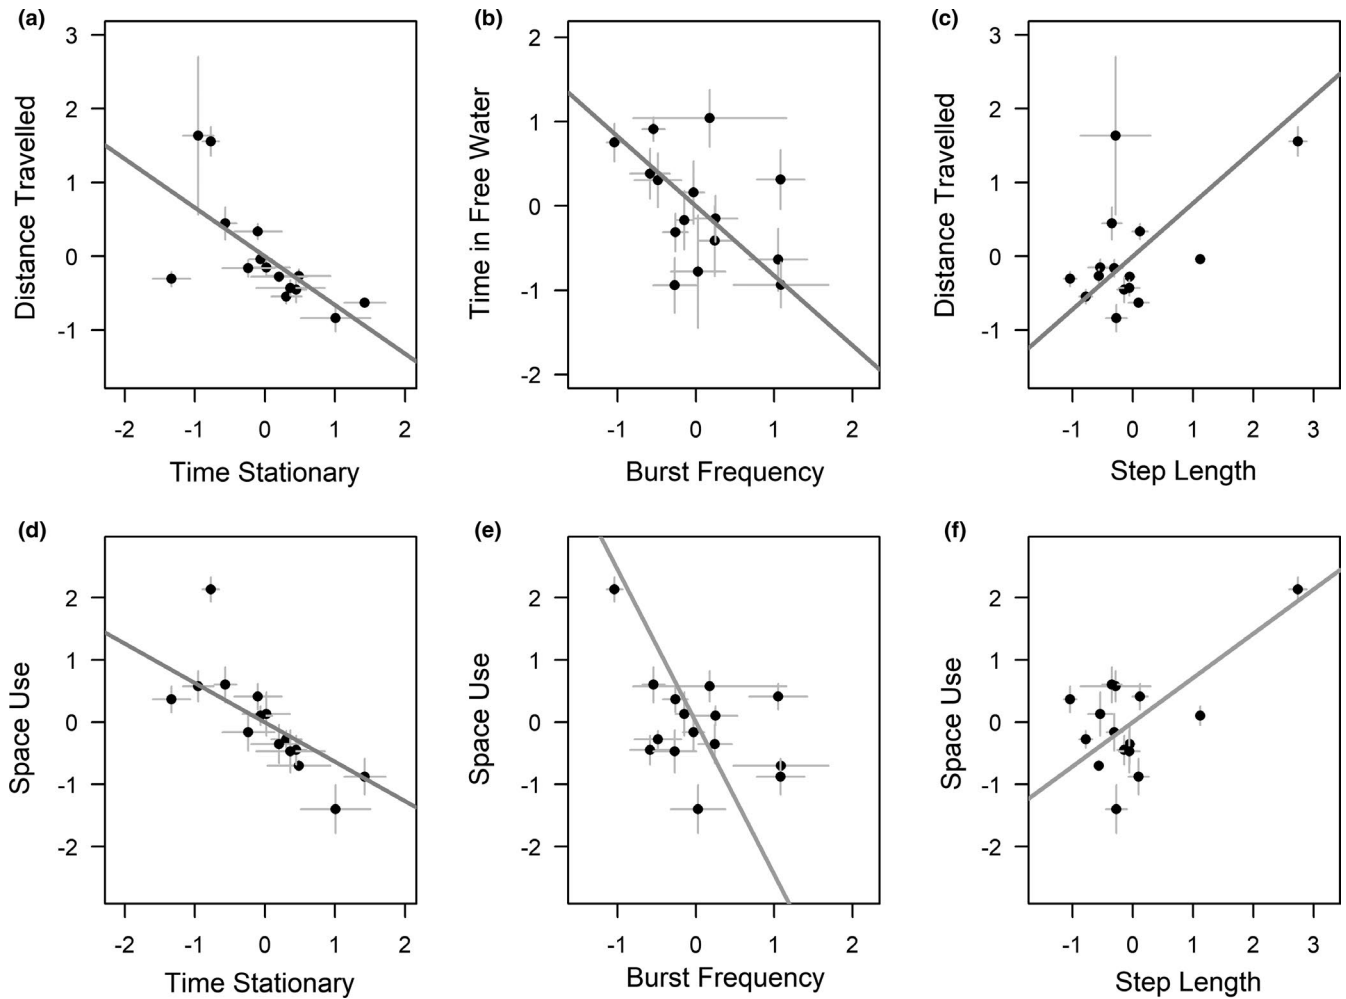 (a)
3
2
1
0
-1
Distance Travelled
-2 -1 0 1 2
Time Stationary
(b)
2
1
0
-1
-2
Time in Free Water
-1 0 1 2
Burst Frequency
(c)
3
2
1
0
-1
Distance Travelled
-1 0 1 2 3
Step Length
(d)
2
1
0
-1
-2
Space Use
-2 -1 0 1 2
Time Stationary
(e)
2
1
0
-1
-2
Space Use
-1 0 1 2
Burst Frequency
(f)
2
1
0
-1
-2
Space Use
-1 0 1 2 3
Step Length